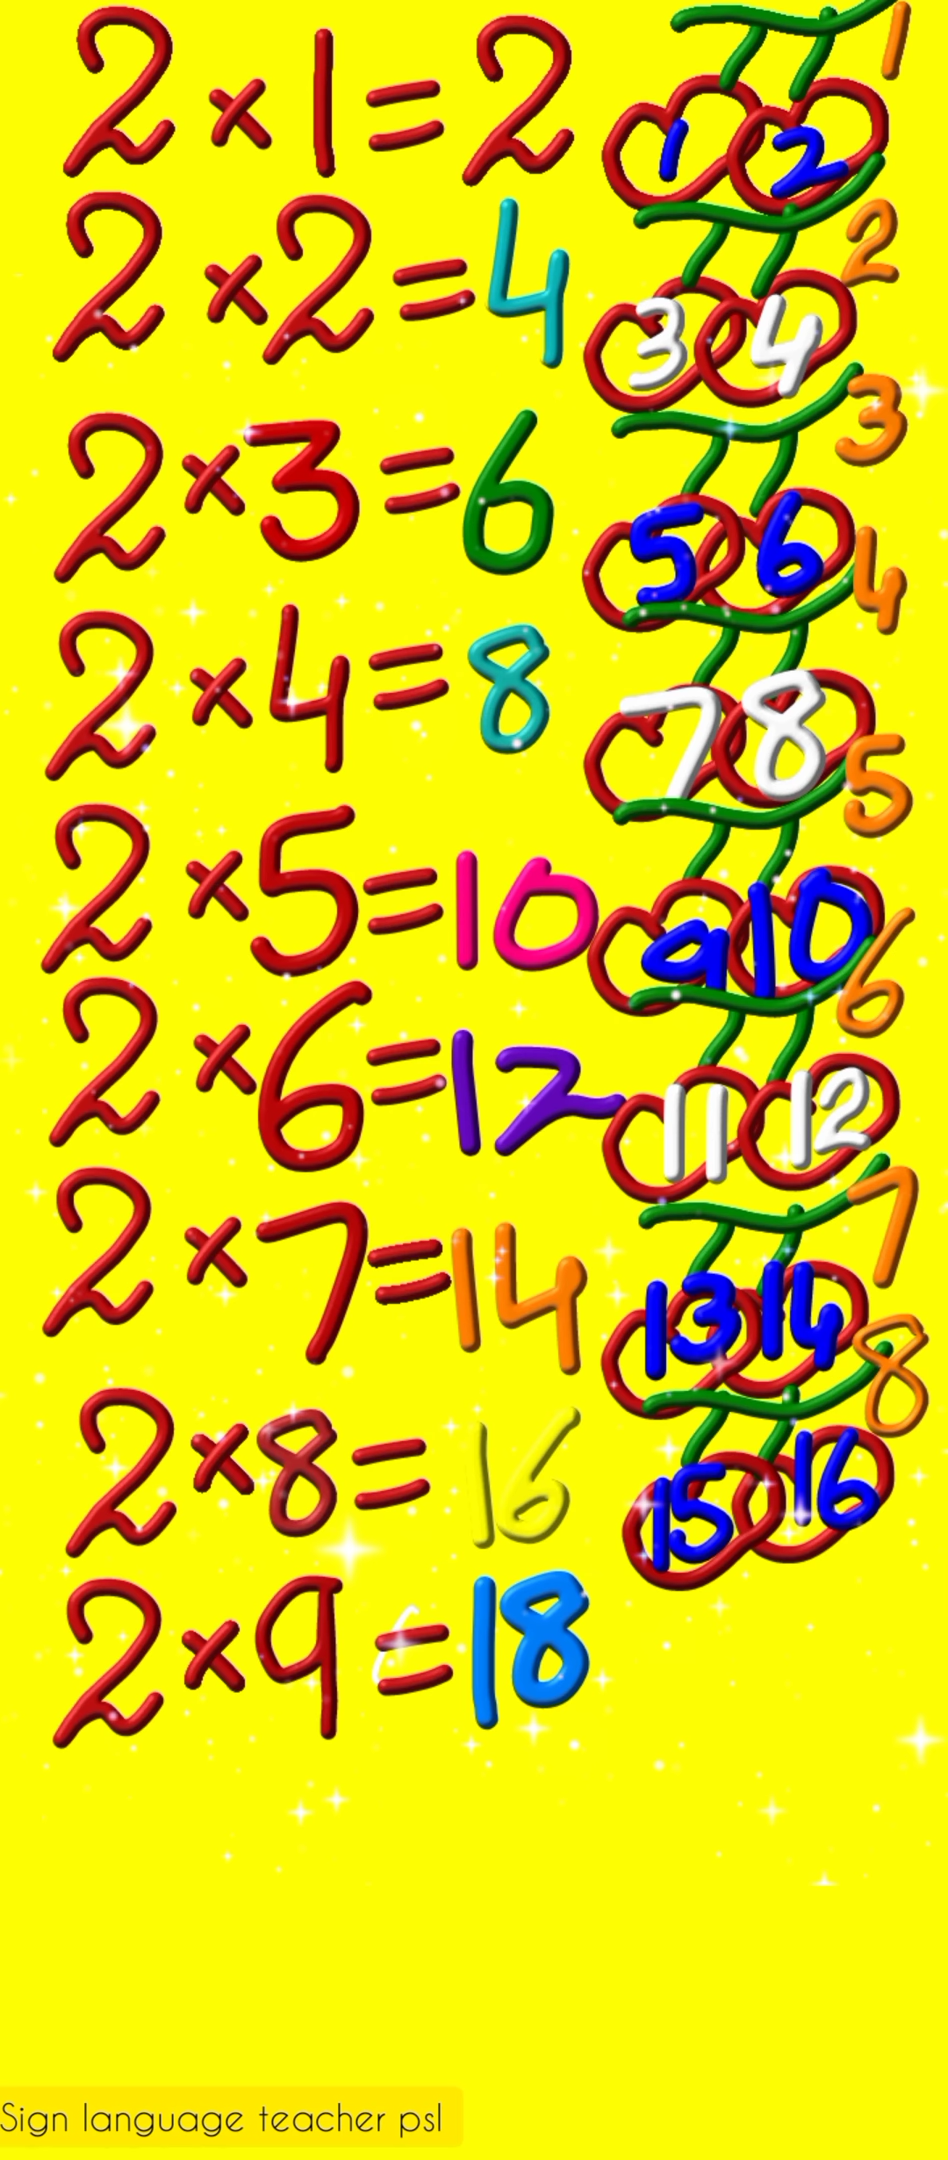 2 × 1 = 2
1
1 2
2 × 2 = 4
2
3 4
2 × 3 = 6
3
5 6
2 × 4 = 8
4
7 8
2 × 5 = 10
5
9 10
2 × 6 = 12
6
11 12
2 × 7 = 14
7
13 14
2 × 8 = 16
8
15 16
2 × 9 = 18
Sign language teacher psl